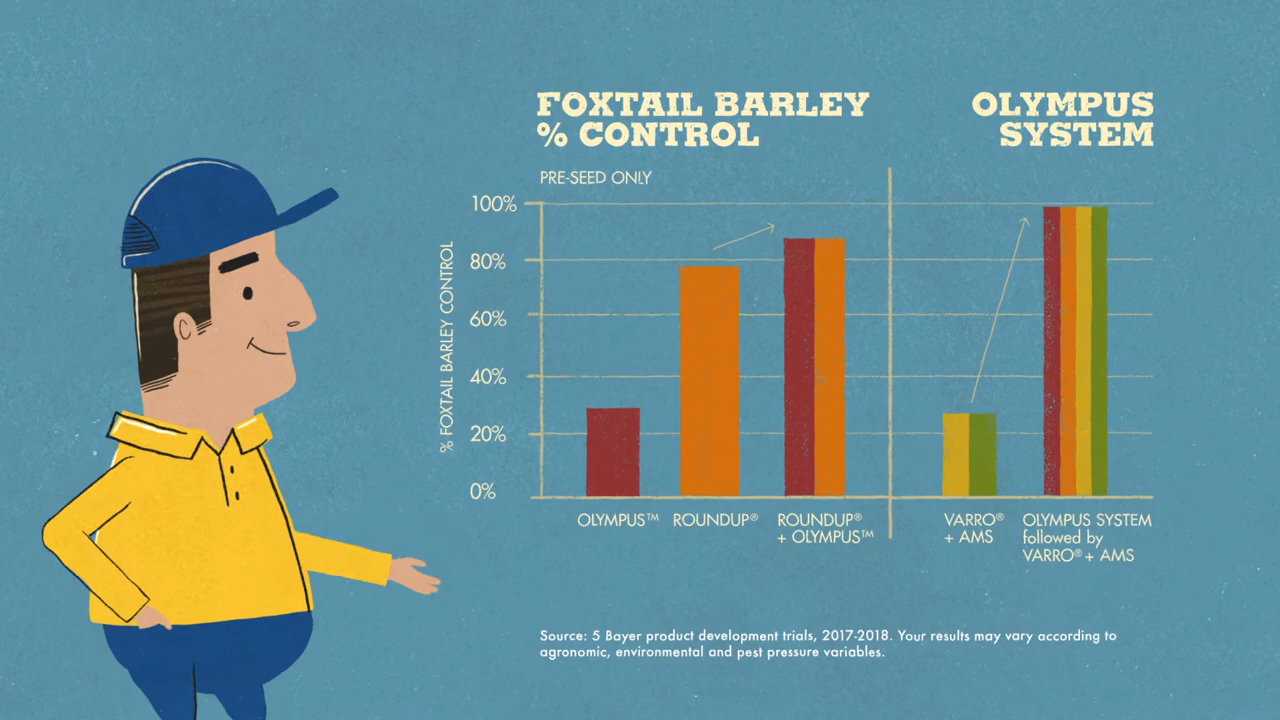 FOXTAIL BARLEY
% CONTROL
OLYMPUS
SYSTEM
PRE-SEED ONLY
% FOXTAIL BARLEY CONTROL
100%
80%
60%
40%
20%
0%
OLYMPUS™
ROUNDUP®
ROUNDUP®
+ OLYMPUS™
VARRO®
+ AMS
OLYMPUS SYSTEM
followed by
VARRO® + AMS
Source: 5 Bayer product development trials, 2017-2018. Your results may vary according to
agronomic, environmental and pest pressure variables.